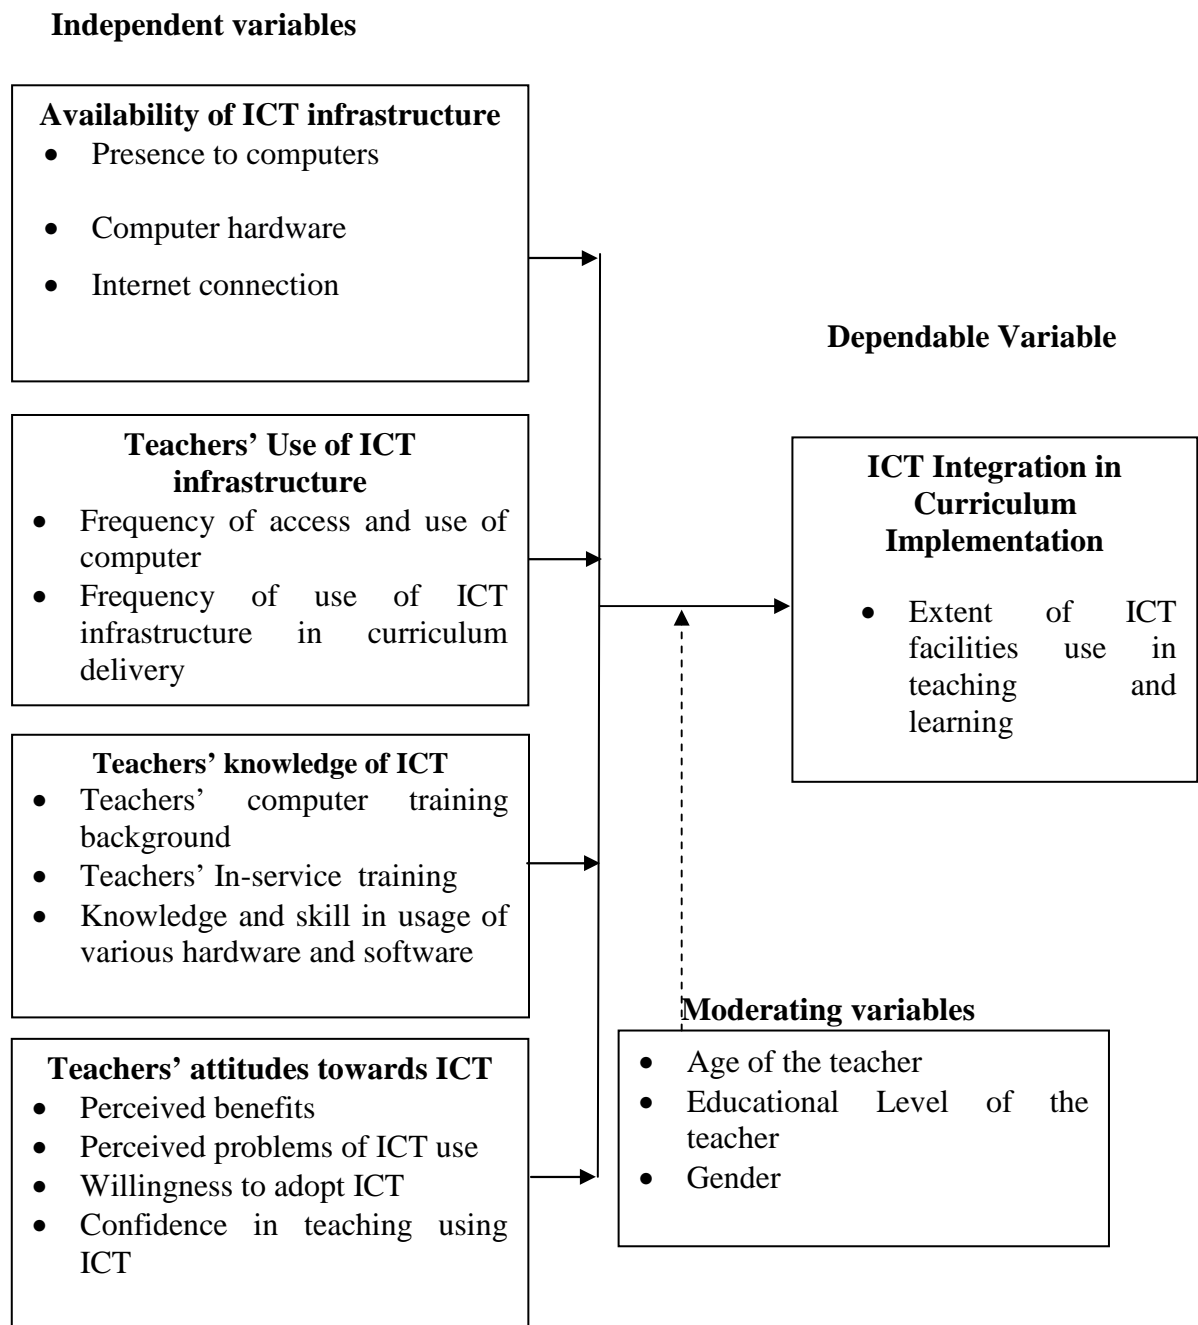 Independent variables
Availability of ICT infrastructure
• Presence to computers
• Computer hardware
• Internet connection
Teachers’ Use of ICT
infrastructure
• Frequency of access and use of
computer
• Frequency of use of ICT
infrastructure in curriculum
delivery
Teachers’ knowledge of ICT
• Teachers’ computer training
background
• Teachers’ In-service training
• Knowledge and skill in usage of
various hardware and software
Teachers’ attitudes towards ICT
• Perceived benefits
• Perceived problems of ICT use
• Willingness to adopt ICT
• Confidence in teaching using
ICT
Dependable Variable
ICT Integration in
Curriculum
Implementation
• Extent of ICT
facilities use in
teaching and
learning
Moderating variables
• Age of the teacher
• Educational Level of the
teacher
• Gender